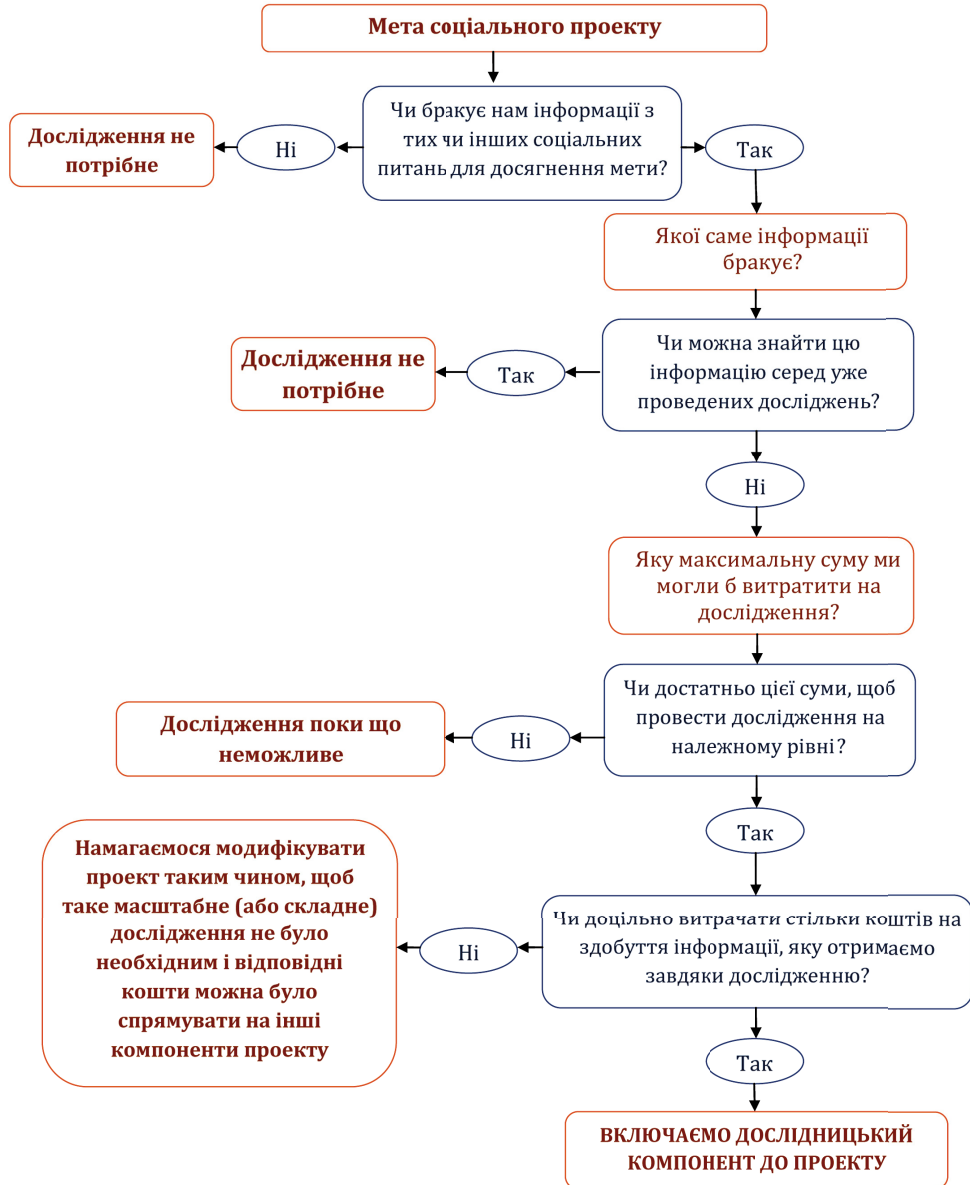 Мета соціального проекту
Чи бракує нам інформації з
тих чи інших соціальних
питань для досягнення мети?
Ні
Дослідження не
потрібне
Так
Якої саме інформації
бракує?
Чи можна знайти цю
інформацію серед уже
проведених досліджень?
Так
Дослідження не
потрібне
Ні
Яку максимальну суму ми
могли б витратити на
дослідження?
Чи достатньо цієї суми, щоб
провести дослідження на
належному рівні?
Ні
Дослідження поки що
неможливе
Так
Чи доцільно витрачати стільки коштів на
здобуття інформації, яку отримаємо
завдяки дослідженню?
Ні
Намагаємося модифікувати
проект таким чином, щоб
таке масштабне (або складне)
дослідження не було
необхідним і відповідні
кошти можна було
спрямувати на інші
компоненти проекту
Так
ВКЛЮЧАЄМО ДОСЛІДНИЦЬКИЙ
КОМПОНЕНТ ДО ПРОЕКТУ